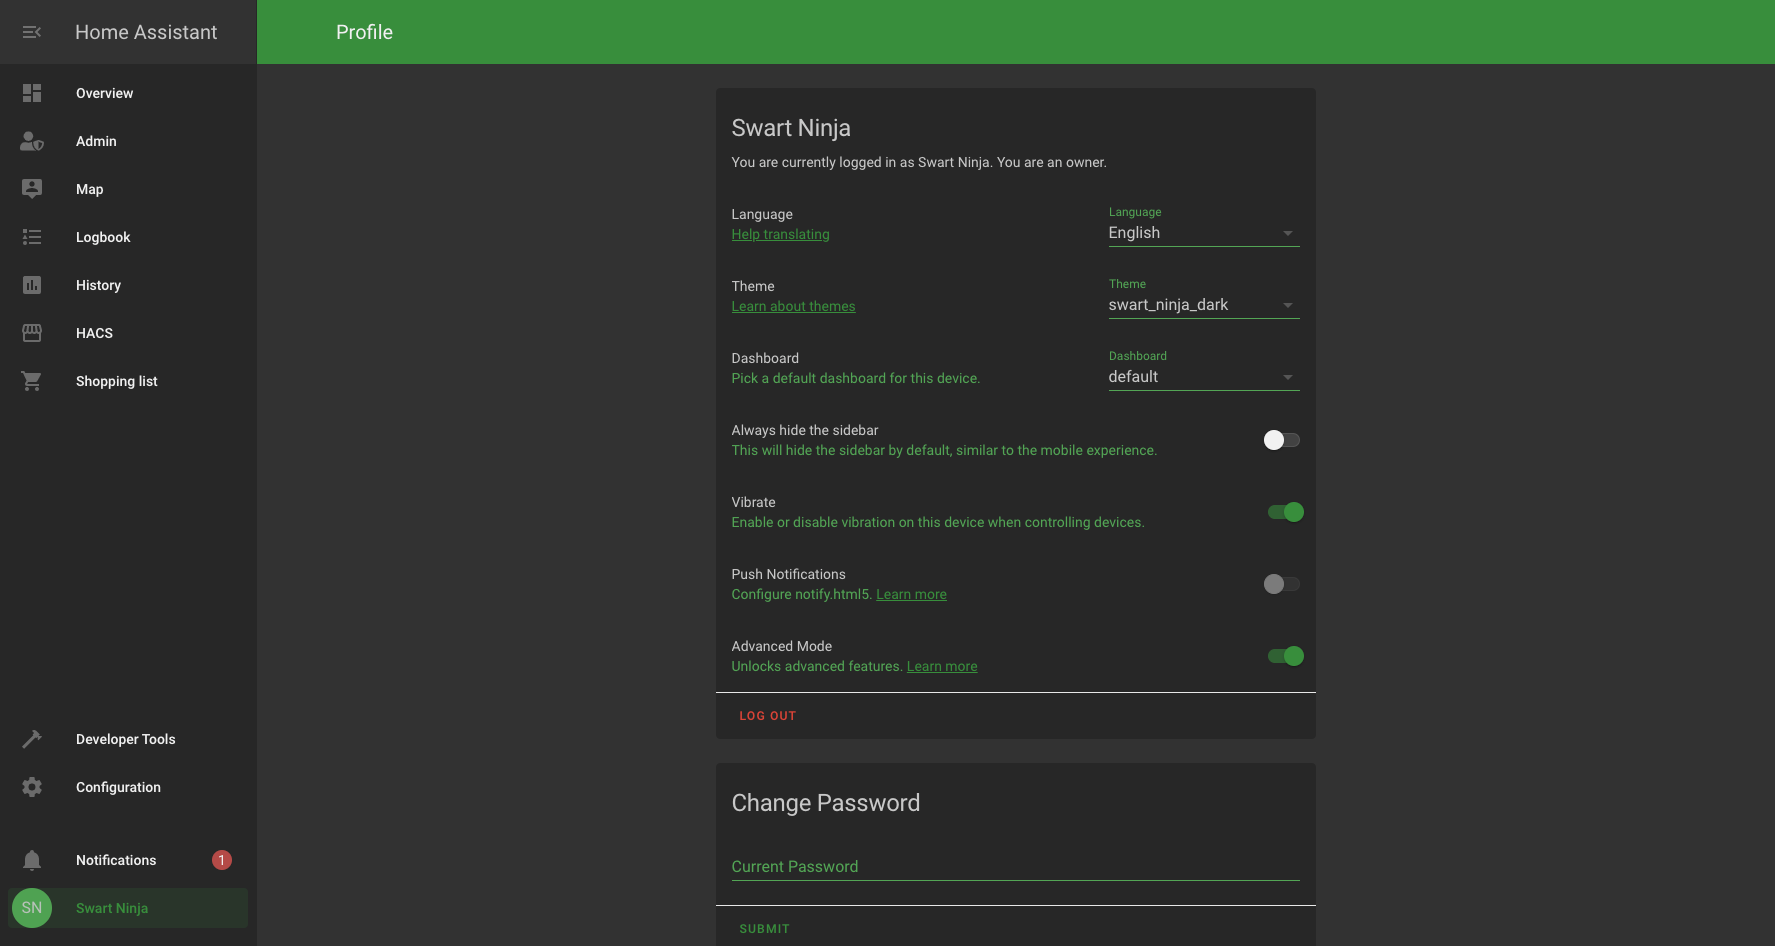 Home Assistant
Overview
Admin
Map
Logbook
History
HACS
Shopping list
Developer Tools
Configuration
Notifications 1
SN Swart Ninja
Profile
Swart Ninja
You are currently logged in as Swart Ninja. You are an owner.
Language
Help translating
Language
English
Theme
Learn about themes
Theme
swart_ninja_dark
Dashboard
Pick a default dashboard for this device.
Dashboard
default
Always hide the sidebar
This will hide the sidebar by default, similar to the mobile experience.
Vibrate
Enable or disable vibration on this device when controlling devices.
Push Notifications
Configure notify.html5. Learn more
Advanced Mode
Unlocks advanced features. Learn more
LOG OUT
Change Password
Current Password
SUBMIT